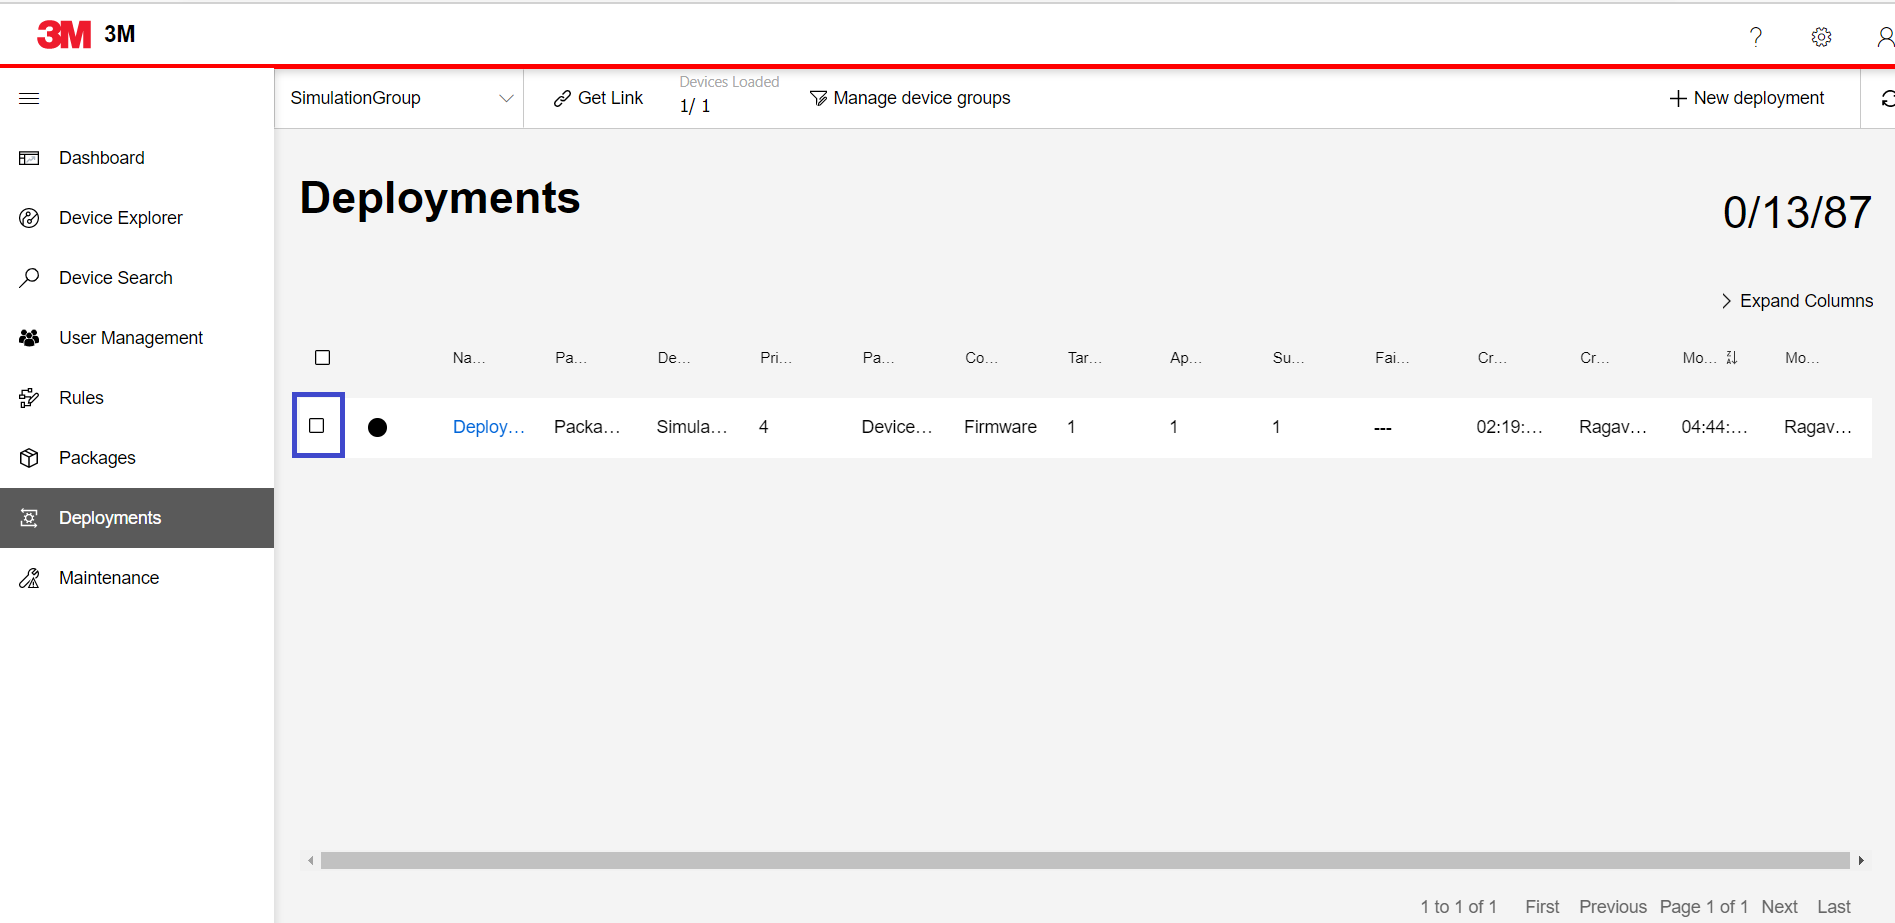 3M 3M
?
SimulationGroup
Get Link
Devices Loaded
1/ 1
Manage device groups
New deployment
Dashboard
Device Explorer
Device Search
User Management
Rules
Packages
Deployments
Maintenance
Deployments
0/13/87
Expand Columns
Na... Pa... De... Pri... Pa... Co... Tar... Ap... Su... Fai... Cr... Cr... Mo... Mo...
Deploy... Packa... Simula... 4 Device... Firmware 1 1 1 --- 02:19:... Ragav... 04:44:... Ragav...
1 to 1 of 1 First Previous Page 1 of 1 Next Last